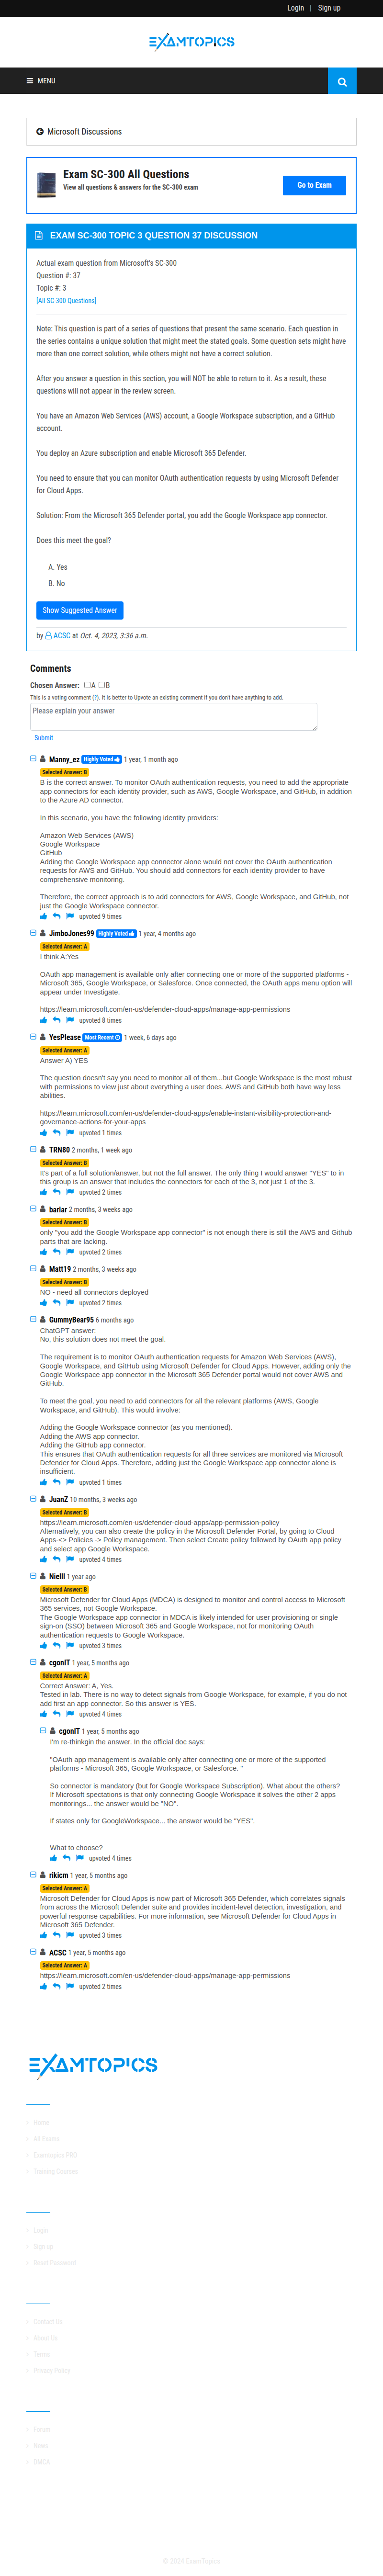 Login | Sign up
EXAMTOPICS
MENU
Microsoft Discussions
Exam SC-300 All Questions
View all questions & answers for the SC-300 exam
Go to Exam
EXAM SC-300 TOPIC 3 QUESTION 37 DISCUSSION
Actual exam question from Microsoft's SC-300
Question #: 37
Topic #: 3
[All SC-300 Questions]
Note: This question is part of a series of questions that present the same scenario. Each question in
the series contains a unique solution that might meet the stated goals. Some question sets might have
more than one correct solution, while others might not have a correct solution.
After you answer a question in this section, you will NOT be able to return to it. As a result, these
questions will not appear in the review screen.
You have an Amazon Web Services (AWS) account, a Google Workspace subscription, and a GitHub
account.
You deploy an Azure subscription and enable Microsoft 365 Defender.
You need to ensure that you can monitor OAuth authentication requests by using Microsoft Defender
for Cloud Apps.
Solution: From the Microsoft 365 Defender portal, you add the Google Workspace app connector.
Does this meet the goal?
A. Yes
B. No
Show Suggested Answer
by ACSC at Oct. 4, 2023, 3:36 a.m.
Comments
Chosen Answer: A B
This is a voting comment (?). It is better to Upvote an existing comment if you don't have anything to add.
Please explain your answer
Submit
Manny_ez Highly Voted 1 year, 1 month ago
Selected Answer: B
B is the correct answer. To monitor OAuth authentication requests, you need to add the appropriate
app connectors for each identity provider, such as AWS, Google Workspace, and GitHub, in addition
to the Azure AD connector.
In this scenario, you have the following identity providers:
Amazon Web Services (AWS)
Google Workspace
GitHub
Adding the Google Workspace app connector alone would not cover the OAuth authentication
requests for AWS and GitHub. You should add connectors for each identity provider to have
comprehensive monitoring.
Therefore, the correct approach is to add connectors for AWS, Google Workspace, and GitHub, not
just the Google Workspace connector.
upvoted 9 times
JimboJones99 Highly Voted 1 year, 4 months ago
Selected Answer: A
I think A:Yes
OAuth app management is available only after connecting one or more of the supported platforms -
Microsoft 365, Google Workspace, or Salesforce. Once connected, the OAuth apps menu option will
appear under Investigate.
https://learn.microsoft.com/en-us/defender-cloud-apps/manage-app-permissions
upvoted 8 times
YesPlease Most Recent 1 week, 6 days ago
Selected Answer: A
Answer A) YES
The question doesn't say you need to monitor all of them...but Google Workspace is the most robust
with permissions to view just about everything a user does. AWS and GitHub both have way less
abilities.
https://learn.microsoft.com/en-us/defender-cloud-apps/enable-instant-visibility-protection-and-
governance-actions-for-your-apps
upvoted 1 times
TRN80 2 months, 1 week ago
Selected Answer: B
It's part of a full solution/answer, but not the full answer. The only thing I would answer "YES" to in
this group is an answer that includes the connectors for each of the 3, not just 1 of the 3.
upvoted 2 times
barlar 2 months, 3 weeks ago
Selected Answer: B
only "you add the Google Workspace app connector" is not enough there is still the AWS and Github
parts that are lacking.
upvoted 2 times
Matt19 2 months, 3 weeks ago
Selected Answer: B
NO - need all connectors deployed
upvoted 2 times
GummyBear95 6 months ago
ChatGPT answer:
No, this solution does not meet the goal.
The requirement is to monitor OAuth authentication requests for Amazon Web Services (AWS),
Google Workspace, and GitHub using Microsoft Defender for Cloud Apps. However, adding only the
Google Workspace app connector in the Microsoft 365 Defender portal would not cover AWS and
GitHub.
To meet the goal, you need to add connectors for all the relevant platforms (AWS, Google
Workspace, and GitHub). This would involve:
Adding the Google Workspace connector (as you mentioned).
Adding the AWS app connector.
Adding the GitHub app connector.
This ensures that OAuth authentication requests for all three services are monitored via Microsoft
Defender for Cloud Apps. Therefore, adding just the Google Workspace app connector alone is
insufficient.
upvoted 1 times
JuanZ 10 months, 3 weeks ago
Selected Answer: B
https://learn.microsoft.com/en-us/defender-cloud-apps/app-permission-policy
Alternatively, you can also create the policy in the Microsoft Defender Portal, by going to Cloud
Apps-<> Policies -> Policy management. Then select Create policy followed by OAuth app policy
and select app Google Workspace.
upvoted 4 times
Nielll 1 year ago
Selected Answer: B
Microsoft Defender for Cloud Apps (MDCA) is designed to monitor and control access to Microsoft
365 services, not Google Workspace.
The Google Workspace app connector in MDCA is likely intended for user provisioning or single
sign-on (SSO) between Microsoft 365 and Google Workspace, not for monitoring OAuth
authentication requests to Google Workspace.
upvoted 3 times
cgonIT 1 year, 5 months ago
Selected Answer: A
Correct Answer: A, Yes.
Tested in lab. There is no way to detect signals from Google Workspace, for example, if you do not
add first an app connector. So this answer is YES.
upvoted 4 times
cgonIT 1 year, 5 months ago
I'm re-thinkgin the answer. In the official doc says:
"OAuth app management is available only after connecting one or more of the supported
platforms - Microsoft 365, Google Workspace, or Salesforce. "
So connector is mandatory (but for Google Workspace Subscription). What about the others?
If Microsoft spectations is that only connecting Google Workspace it solves the other 2 apps
monitorings... the answer would be "NO".
If states only for GoogleWorkspace... the answer would be "YES".
What to choose?
upvoted 4 times
rikicm 1 year, 5 months ago
Selected Answer: A
Microsoft Defender for Cloud Apps is now part of Microsoft 365 Defender, which correlates signals
from across the Microsoft Defender suite and provides incident-level detection, investigation, and
powerful response capabilities. For more information, see Microsoft Defender for Cloud Apps in
Microsoft 365 Defender.
upvoted 3 times
ACSC 1 year, 5 months ago
Selected Answer: A
https://learn.microsoft.com/en-us/defender-cloud-apps/manage-app-permissions
upvoted 2 times
EXAMTOPICS
Home
All Exams
Examtopics PRO
Training Courses
Login
Sign up
Reset Password
Contact Us
About Us
Terms
Privacy Policy
Forum
News
DMCA
© 2024 ExamTopics